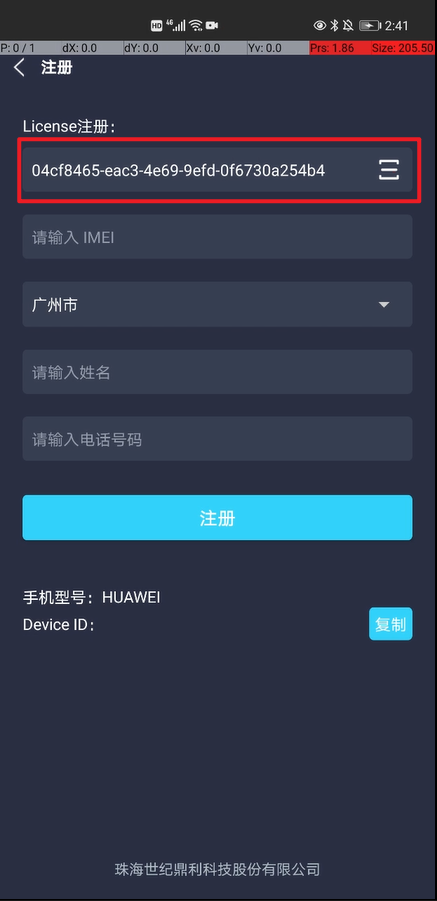 HD 4G 2:41
P: 0 / 1 dX: 0.0 dY: 0.0 Xv: 0.0 Yv: 0.0 Prs: 1.86 Size: 205.50
注册
License注册：
04cf8465-eac3-4e69-9efd-0f6730a254b4
请输入 IMEI
广州市
请输入姓名
请输入电话号码
注册
手机型号：HUAWEI
Device ID： 复制
珠海世纪鼎利科技股份有限公司